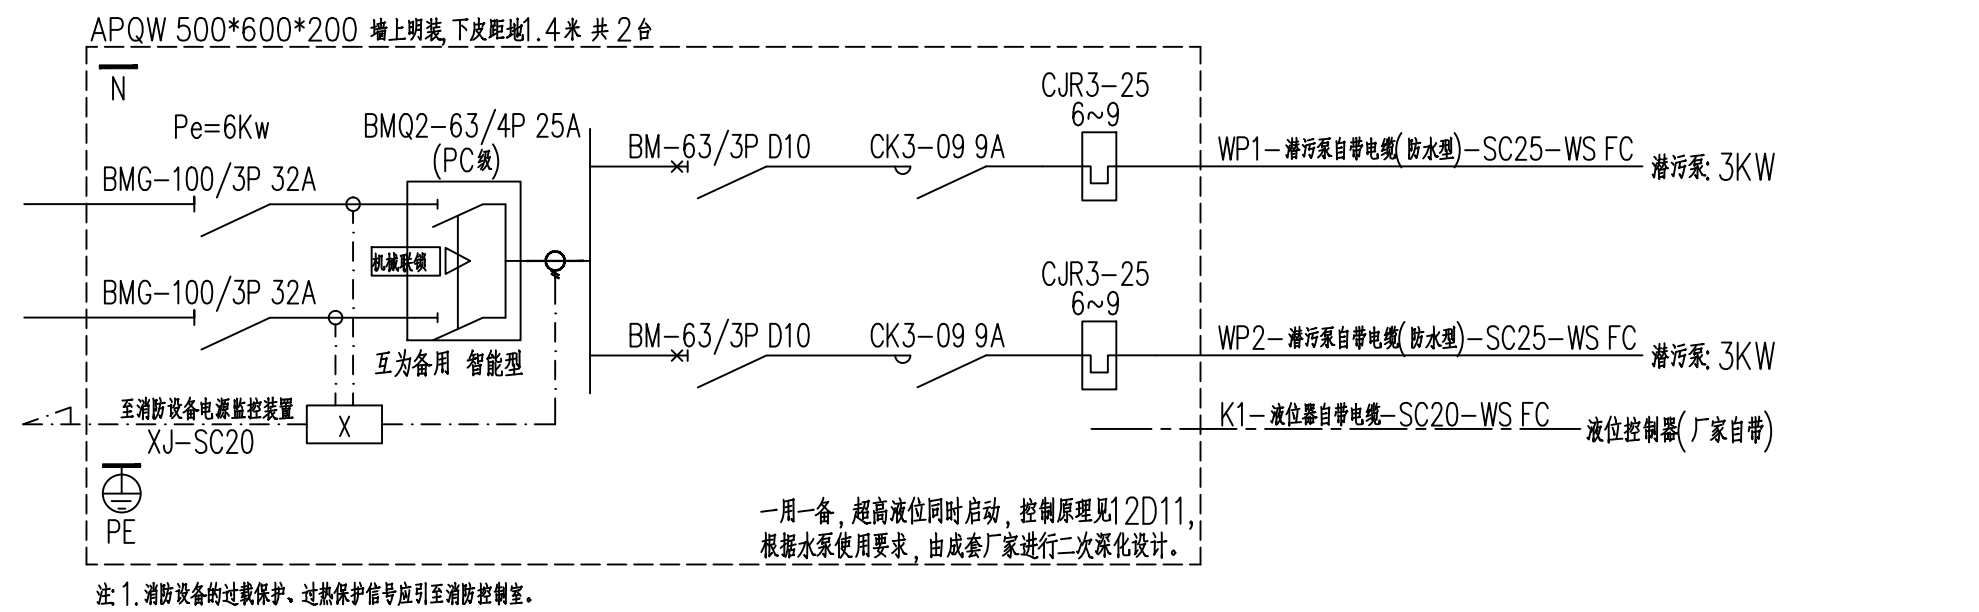 APQW 500*600*200 墙上明装,下皮距地1.4米 共2台
N
Pe=6Kw
BMG-100/3P 32A
BMG-100/3P 32A
BMQ2-63/4P 25A
(PC级)
机械联锁
互为备用 智能型
BM-63/3P D10
CK3-09 9A
CJR3-25
6~9
WP1-潜污泵自带电缆(防水型)-SC25-WS FC
潜污泵: 3KW
BM-63/3P D10
CK3-09 9A
CJR3-25
6~9
WP2-潜污泵自带电缆(防水型)-SC25-WS FC
潜污泵: 3KW
至消防设备电源监控装置
XJ-SC20
X
K1-液位器自带电缆-SC20-WS FC
液位控制器(厂家自带)
PE
一用一备,超高液位同时启动,控制原理见12D11,
根据水泵使用要求,由成套厂家进行二次深化设计。
注:1.消防设备的过载保护、过热保护信号应引至消防控制室。